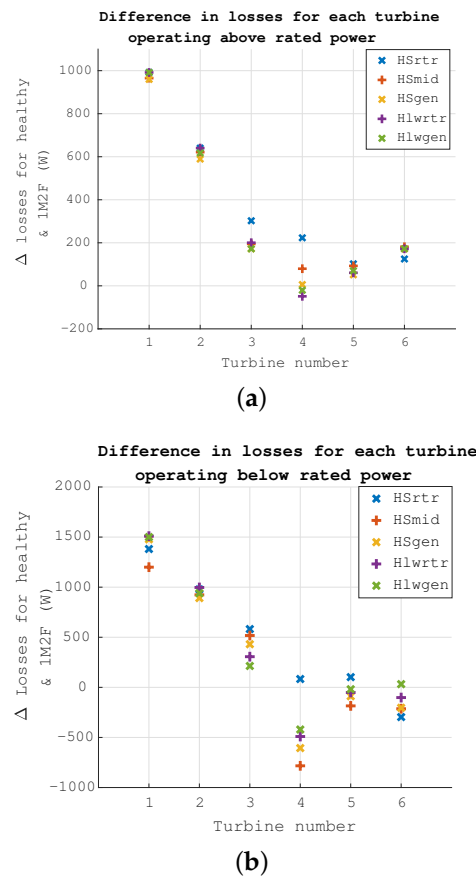 Difference in losses for each turbine
operating above rated power
HSrtr
HSmid
HSgen
Hlwrtr
Hlwgen
Δ losses for healthy
& 1M2F (W)
1000
800
600
400
200
0
-200
1 2 3 4 5 6
Turbine number
(a)
Difference in losses for each turbine
operating below rated power
HSrtr
HSmid
HSgen
Hlwrtr
Hlwgen
Δ Losses for healthy
& 1M2F (W)
2000
1500
1000
500
0
-500
-1000
1 2 3 4 5 6
Turbine number
(b)